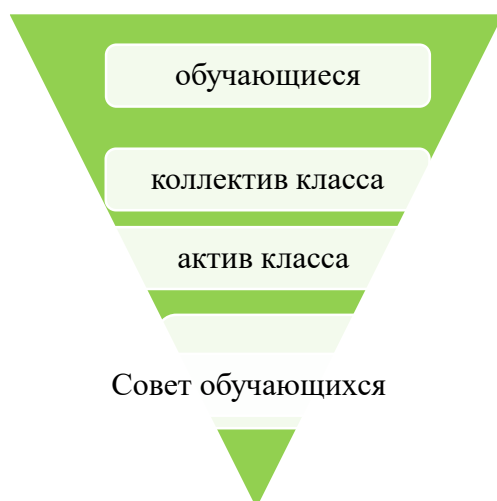 обучающиеся
коллектив класса
актив класса
Совет обучающихся